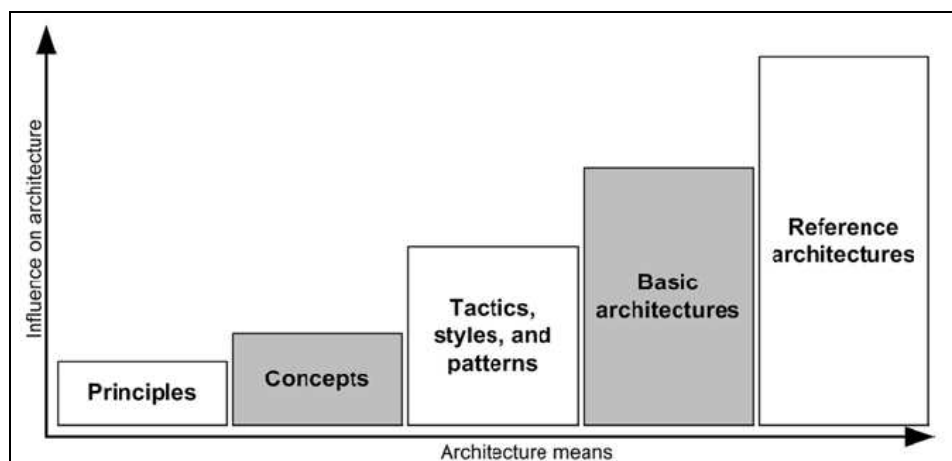 Influence on architecture
Principles
Concepts
Tactics,
styles, and
patterns
Basic
architectures
Reference
architectures
Architecture means